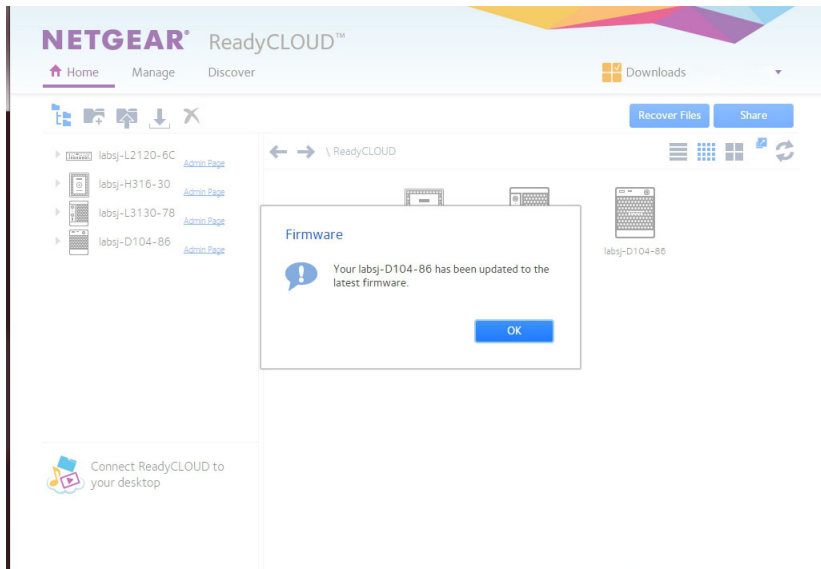 NETGEAR® ReadyCLOUD™
Home Manage Discover Downloads
Recover Files Share
labsj-L2120-6C Admin Page
\ ReadyCLOUD
labsj-H316-30 Admin Page
labsj-L3130-78 Admin Page
labsj-D104-86 Admin Page
labsj-D104-86
Firmware
Your labsj-D104-86 has been updated to the
latest firmware.
OK
Connect ReadyCLOUD to
your desktop